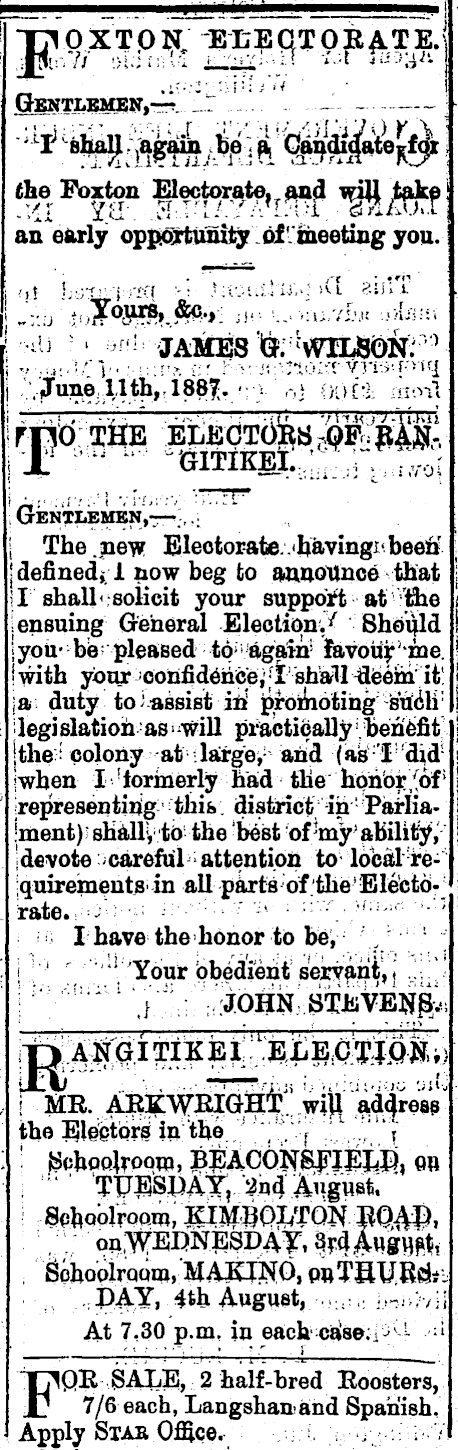 FOXTON ELECTORATE.
GENTLEMEN,—
I shall again be a Candidate for
the Foxton Electorate, and will take
an early opportunity of meeting you.
Yours, &c.,
JAMES G. WILSON.
June 11th, 1887.
TO THE ELECTORS OF RAN-
GITIKEI.
GENTLEMEN,—
The new Electorate having been
defined, I now beg to announce that
I shall solicit your support at the
ensuing General Election. Should
you be pleased to again favour me
with your confidence, I shall deem it
a duty to assist in promoting such
legislation as will practically benefit
the colony at large, and (as I did
when I formerly had the honor of
representing this district in Parlia-
ment) shall, to the best of my ability,
devote careful attention to local re-
quirements in all parts of the Electo-
rate.
I have the honor to be,
Your obedient servant,
JOHN STEVENS.
RANGITIKEI ELECTION.
MR. ARKWRIGHT will address
the Electors in the
Schoolroom, BEACONSFIELD, on
TUESDAY, 2nd August.
Schoolroom, KIMBOLTON ROAD,
on WEDNESDAY, 3rd August,
Schoolroom, MAKINO, on THURS-
DAY, 4th August,
At 7.30 p.m. in each case.
FOR SALE, 2 half-bred Roosters,
7/6 each, Langshan and Spanish.
Apply STAR Office.